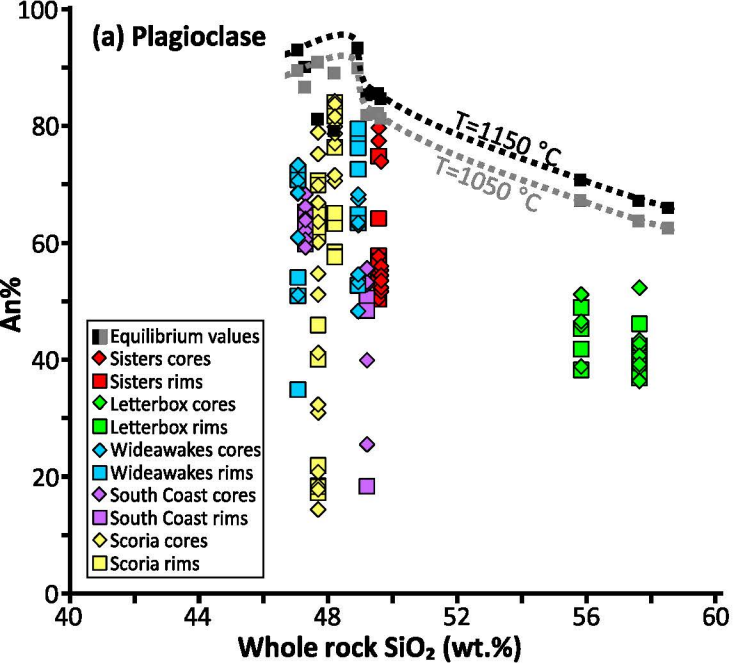 100
(a) Plagioclase
80
T=1150 °C
T=1050 °C
60
An%
40
20
0
Equilibrium values
Sisters cores
Sisters rims
Letterbox cores
Letterbox rims
Wideawakes cores
Wideawakes rims
South Coast cores
South Coast rims
Scoria cores
Scoria rims
40 44 48 52 56 60
Whole rock SiO₂ (wt.%)